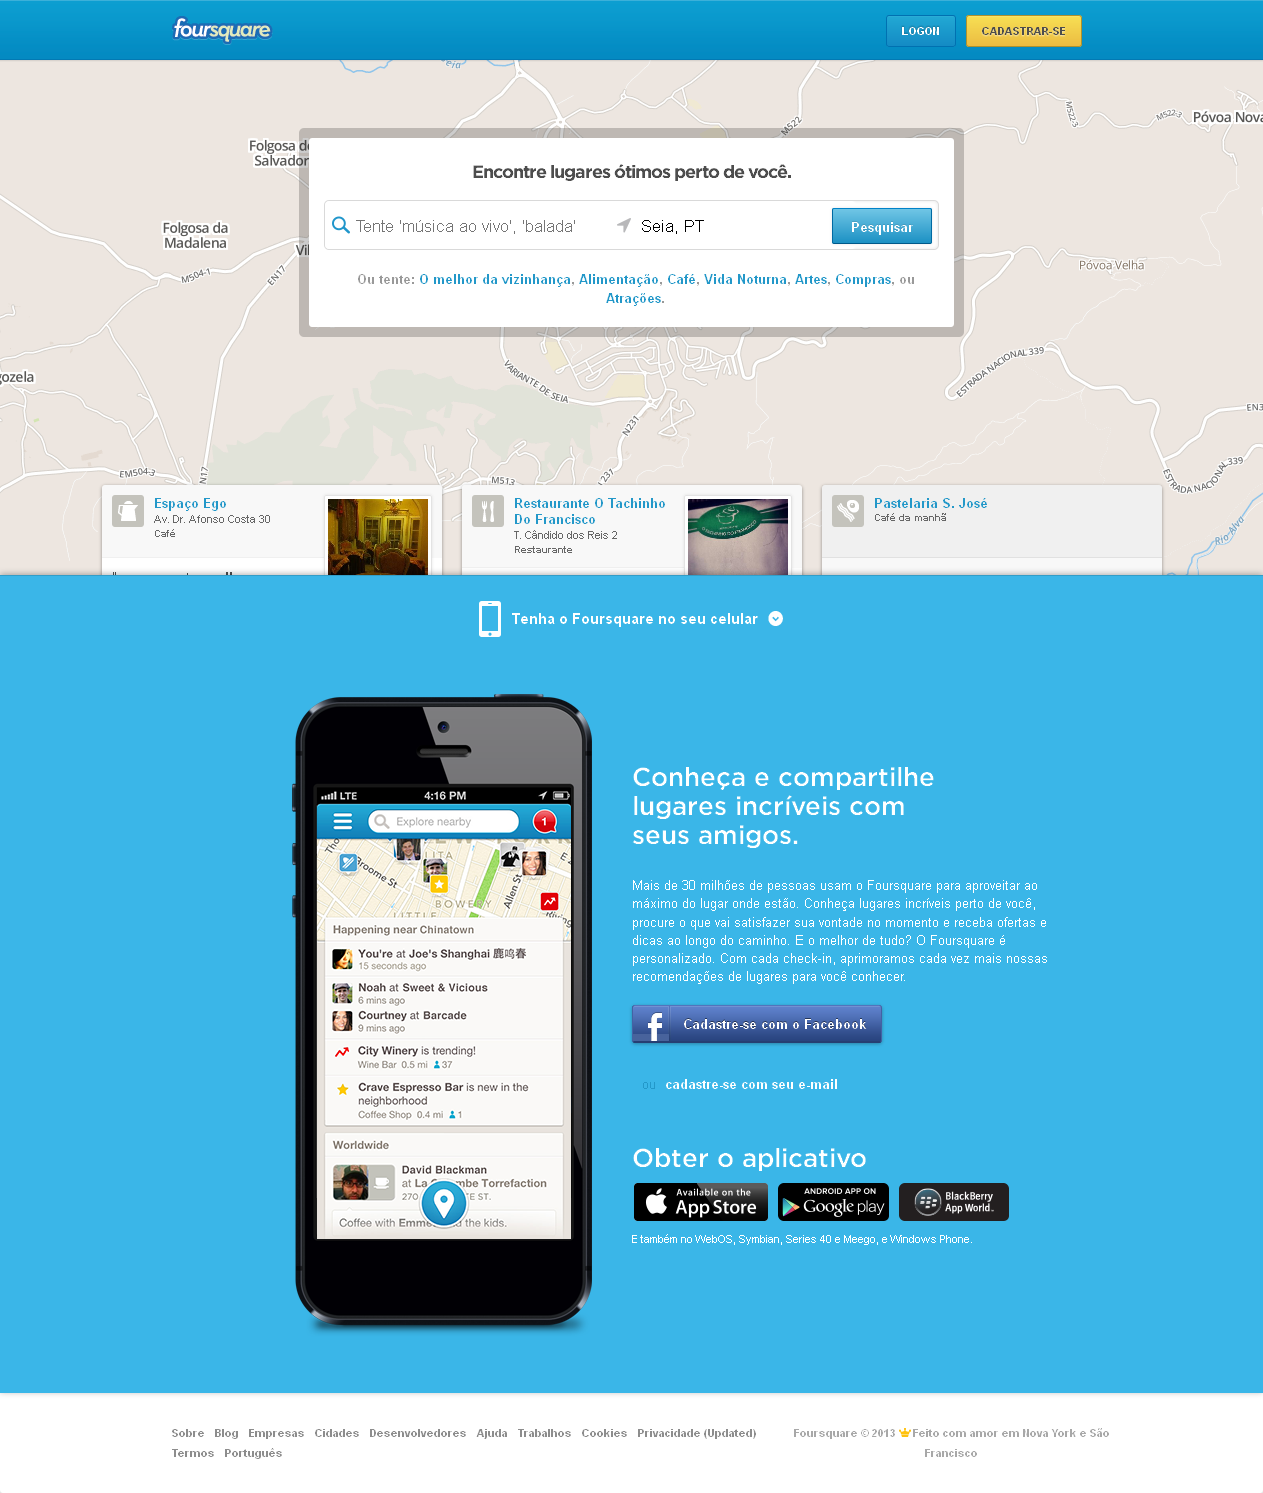 foursquare
LOGON
CADASTRAR-SE
Póvoa Nova
M522
M522-3
M522-3
Folgosa do
Salvador
Encontre lugares ótimos perto de você.
Tente 'música ao vivo', 'balada'
Seia, PT
Pesquisar
Folgosa da
Madalena
M504-1
EN17
Póvoa Velha
Ou tente: O melhor da vizinhança, Alimentação, Café, Vida Noturna, Artes, Compras, ou
Atrações.
VARIANTE DE SEIA
ESTRADA NACIONAL 339
N231
EM504-3
N17
M513
ESTRADA NACIONAL 339
Rio Alva
Espaço Ego
Av. Dr. Afonso Costa 30
Café
Restaurante O Tachinho
Do Francisco
T. Cândido dos Reis 2
Restaurante
Pastelaria S. José
Café da manhã
Tenha o Foursquare no seu celular
LTE
4:16 PM
Explore nearby
1
Broome St
BOWERY
LITTLE
Allen St
Happening near Chinatown
You're at Joe's Shanghai 鹿鸣春
15 seconds ago
Noah at Sweet & Vicious
6 mins ago
Courtney at Barcade
9 mins ago
City Winery is trending!
Wine Bar 0.5 mi 37
Crave Espresso Bar is new in the
neighborhood
Coffee Shop 0.4 mi 1
Worldwide
David Blackman
at La Colombe Torrefaction
270
E ST.
Coffee with Emme
the kids.
Conheça e compartilhe
lugares incríveis com
seus amigos.
Mais de 30 milhões de pessoas usam o Foursquare para aproveitar ao
máximo do lugar onde estão. Conheça lugares incríveis perto de você,
procure o que vai satisfazer sua vontade no momento e receba ofertas e
dicas ao longo do caminho. E o melhor de tudo? O Foursquare é
personalizado. Com cada check-in, aprimoramos cada vez mais nossas
recomendações de lugares para você conhecer.
f Cadastre-se com o Facebook
ou cadastre-se com seu e-mail
Obter o aplicativo
Available on the
App Store
ANDROID APP ON
Google play
BlackBerry
App World
E também no WebOS, Symbian, Series 40 e Meego, e Windows Phone.
Sobre Blog Empresas Cidades Desenvolvedores Ajuda Trabalhos Cookies Privacidade (Updated)
Termos Português
Foursquare © 2013 Feito com amor em Nova York e São
Francisco